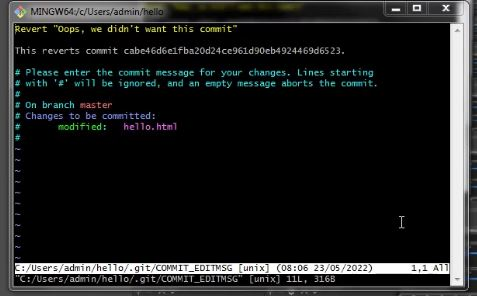 MINGW64:/c/Users/admin/hello
Revert "Oops, we didn't want this commit"
This reverts commit cabe46d6e1fba20d24ce961d90eb4924469d6523.
# Please enter the commit message for your changes. Lines starting
# with '#' will be ignored, and an empty message aborts the commit.
#
# On branch master
# Changes to be committed:
# modified: hello.html
#
~
~
~
~
~
~
~
~
~
C:/Users/admin/hello/.git/COMMIT_EDITMSG [unix] (08:06 23/05/2022) 1,1 All
"C:/Users/admin/hello/.git/COMMIT_EDITMSG" [unix] 11L, 316B